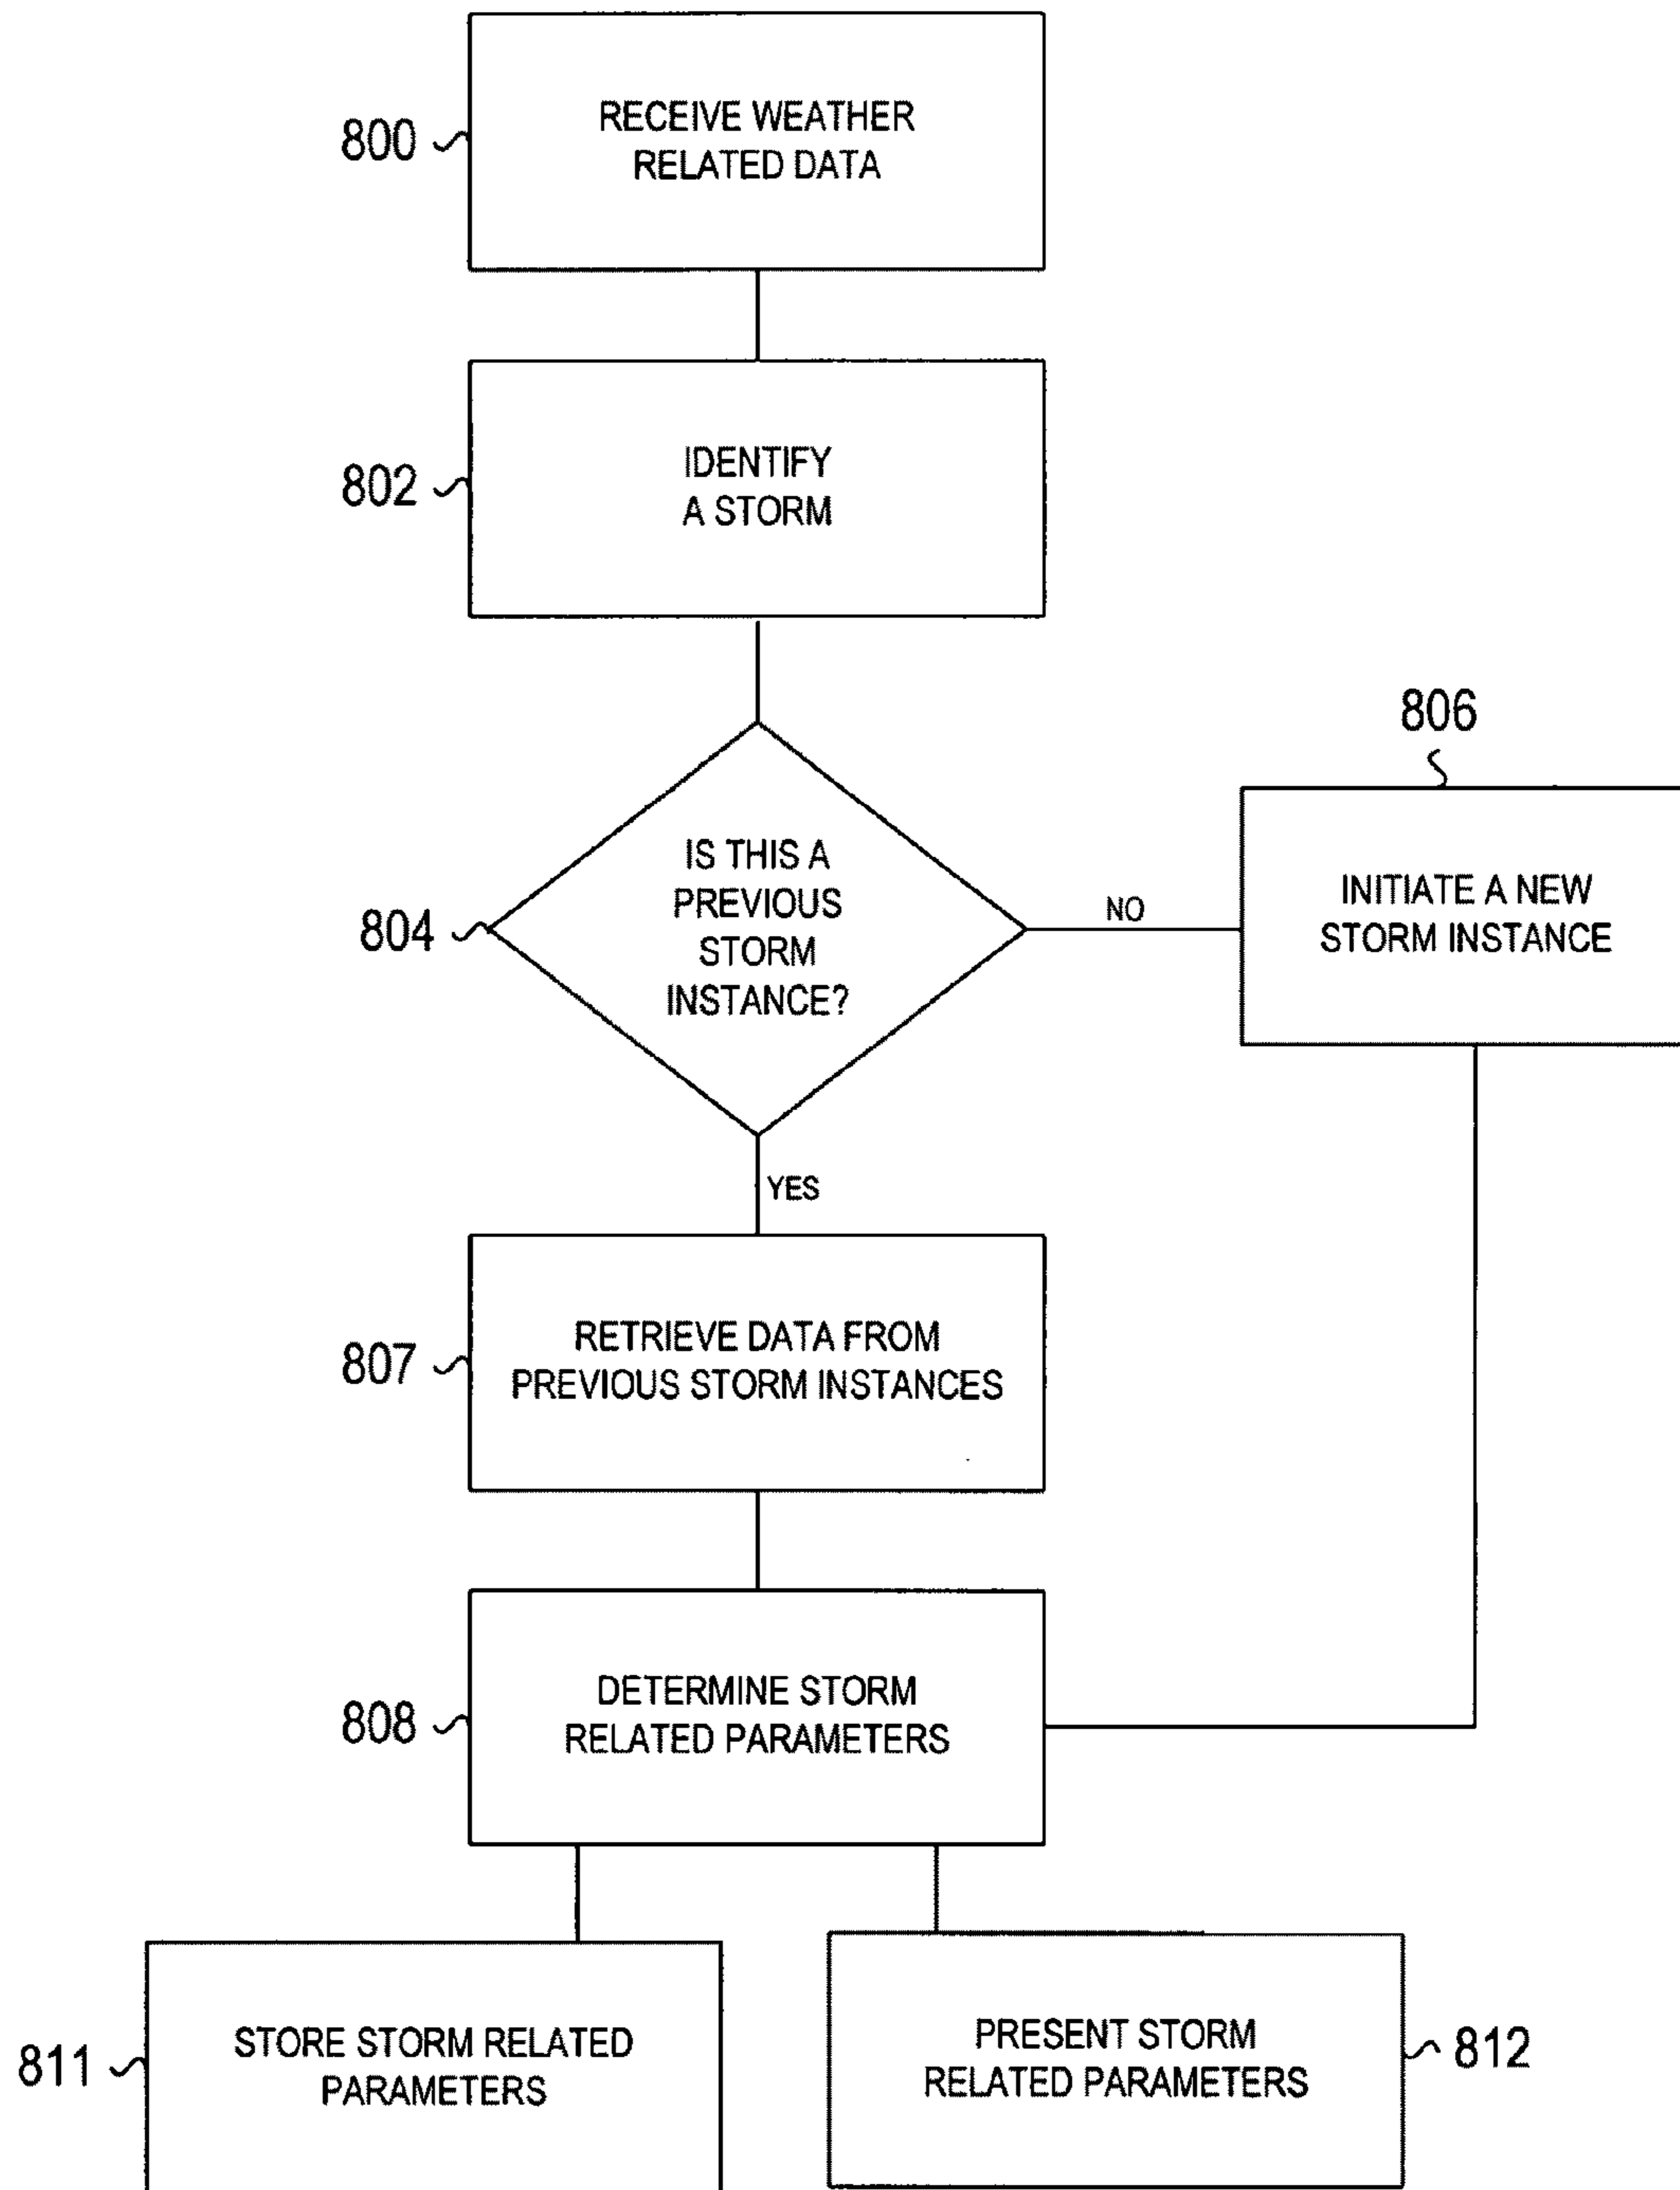 800
RECEIVE WEATHER
RELATED DATA
802
IDENTIFY
A STORM
804
IS THIS A
PREVIOUS
STORM
INSTANCE?
NO
806
INITIATE A NEW
STORM INSTANCE
YES
807
RETRIEVE DATA FROM
PREVIOUS STORM INSTANCES
808
DETERMINE STORM
RELATED PARAMETERS
811
STORE STORM RELATED
PARAMETERS
PRESENT STORM
RELATED PARAMETERS
812